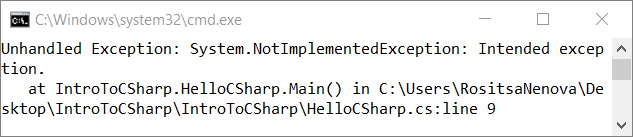 C:\Windows\system32\cmd.exe
Unhandled Exception: System.NotImplementedException: Intended excep
tion.
   at IntroToCSharp.HelloCSharp.Main() in C:\Users\RositsaNenova\De
sktop\IntroToCSharp\IntroToCSharp\HelloCSharp.cs:line 9